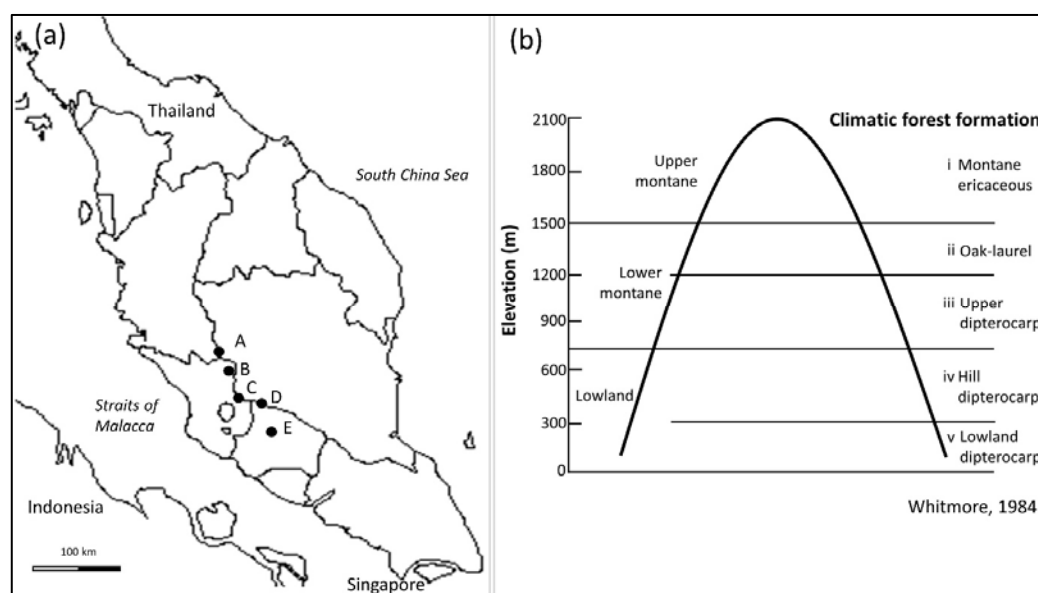 (a)
Thailand
South China Sea
A
B
C
D
E
Straits of
Malacca
Indonesia
100 km
Singapore
(b)
Climatic forest formation
Elevation (m)
2100
1800
1500
1200
900
600
300
0
Upper
montane
Lower
montane
Lowland
i Montane
ericaceous
ii Oak-laurel
iii Upper
dipterocarp
iv Hill
dipterocarp
v Lowland
dipterocarp
Whitmore, 1984